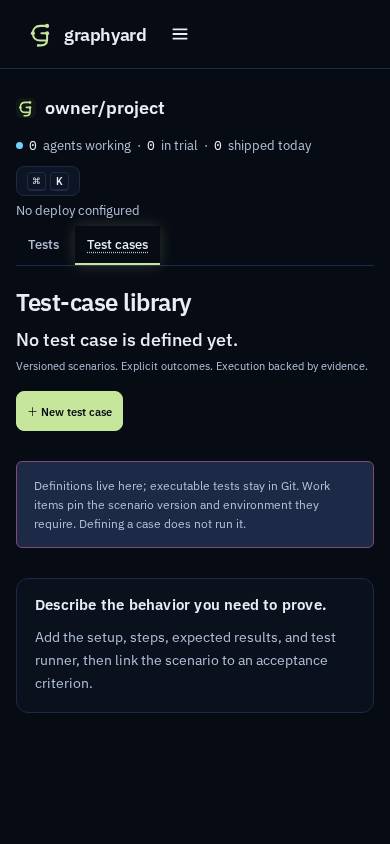 graphyard
owner/project
0 agents working · 0 in trial · 0 shipped today
⌘ K
No deploy configured
Tests Test cases
Test-case library
No test case is defined yet.
Versioned scenarios. Explicit outcomes. Execution backed by evidence.
+ New test case
Definitions live here; executable tests stay in Git. Work
items pin the scenario version and environment they
require. Defining a case does not run it.
Describe the behavior you need to prove.
Add the setup, steps, expected results, and test
runner, then link the scenario to an acceptance
criterion.